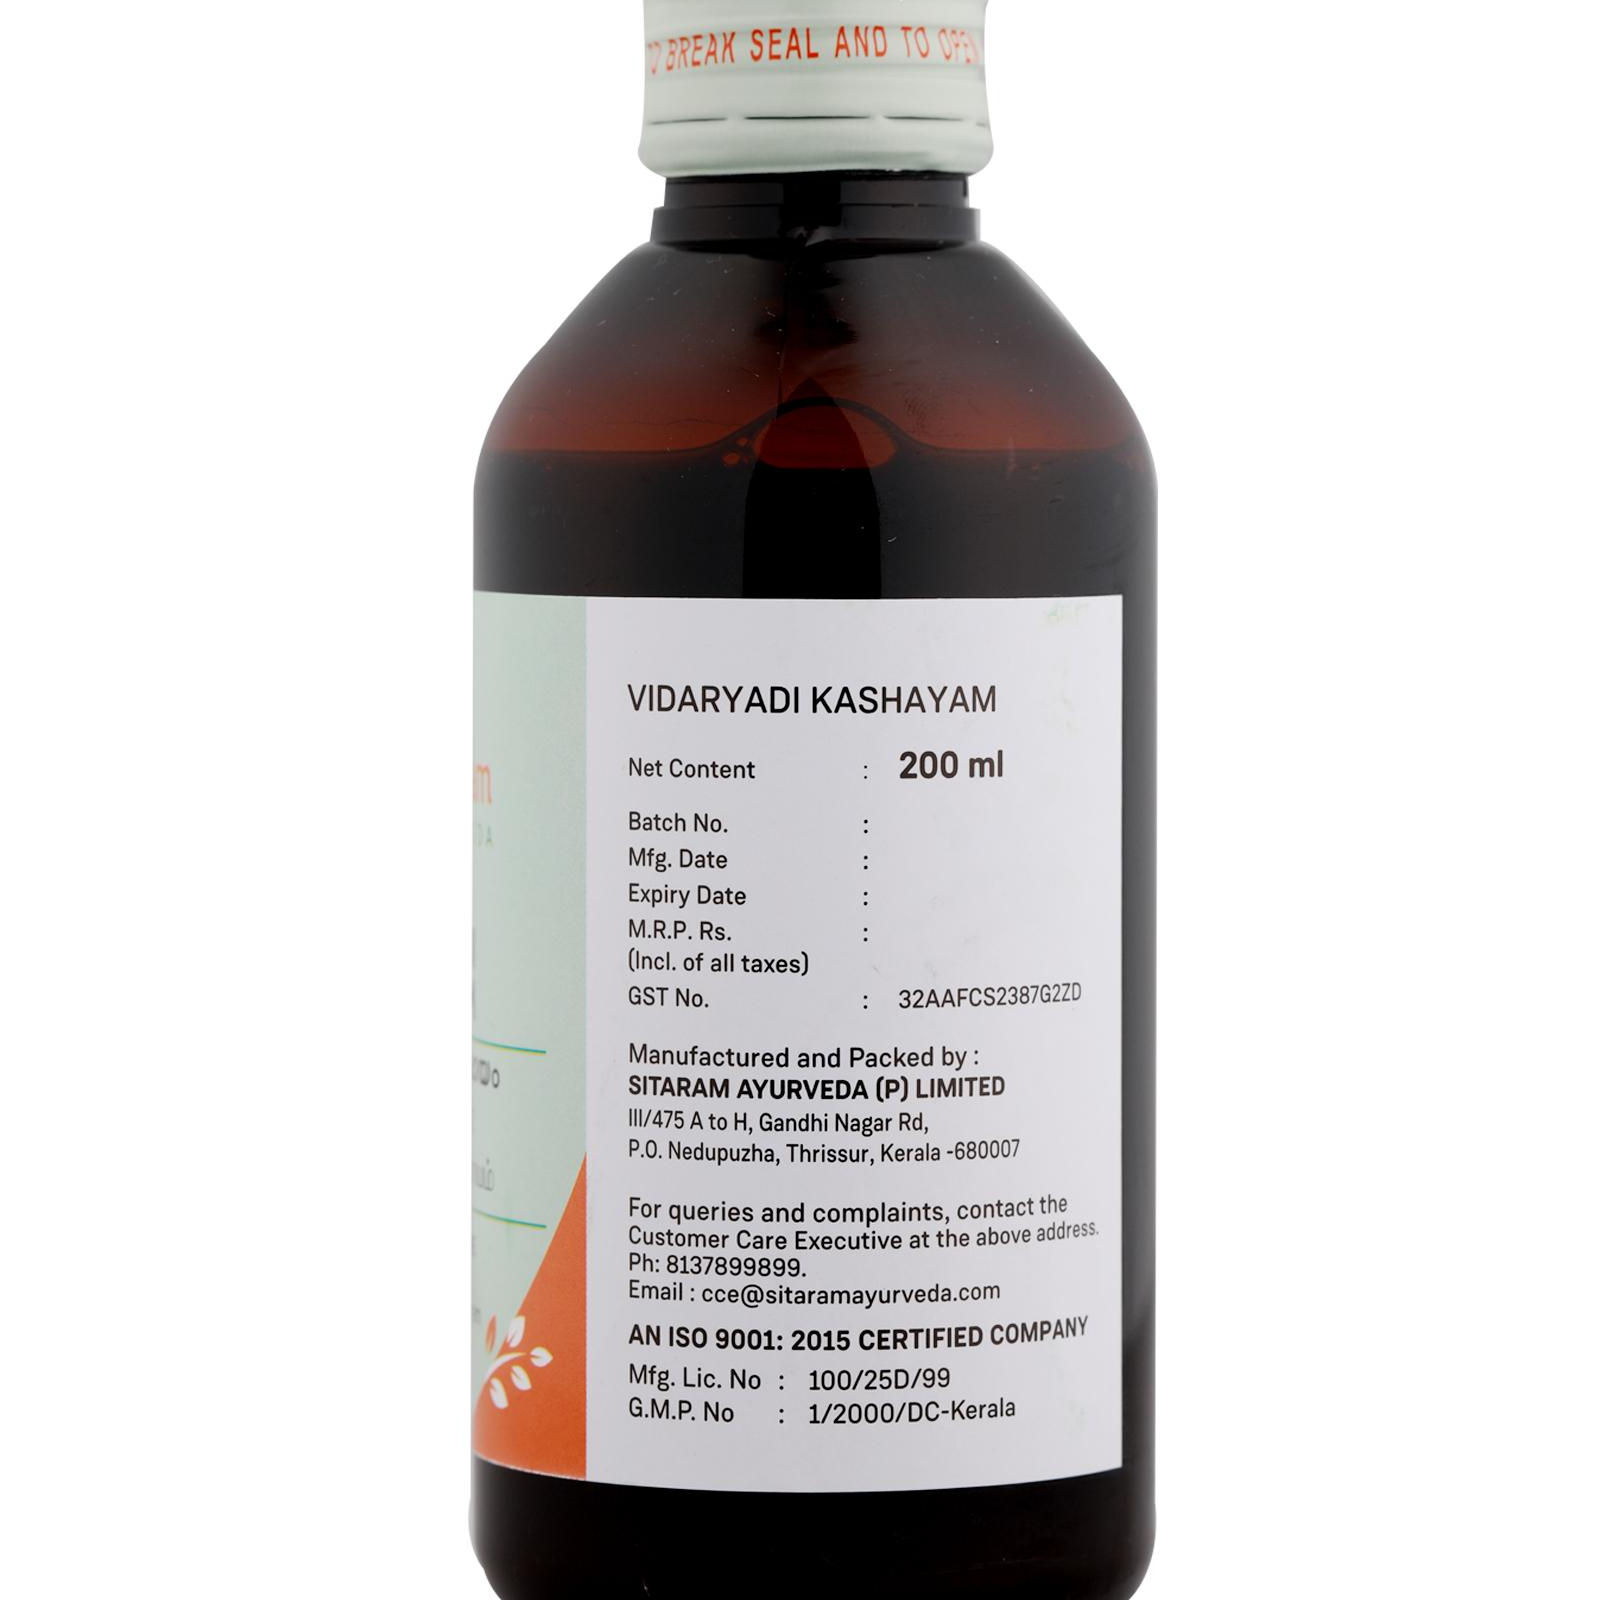 TO BREAK SEAL AND TO OPEN
VIDARYADI KASHAYAM
Net Content : 200 ml
Batch No. :
Mfg. Date :
Expiry Date :
M.R.P. Rs. :
(Incl. of all taxes)
GST No. : 32AAFCS2387G2ZD
Manufactured and Packed by :
SITARAM AYURVEDA (P) LIMITED
III/475 A to H, Gandhi Nagar Rd,
P.O. Nedupuzha, Thrissur, Kerala -680007
For queries and complaints, contact the
Customer Care Executive at the above address.
Ph: 8137899899.
Email : cce@sitaramayurveda.com
AN ISO 9001: 2015 CERTIFIED COMPANY
Mfg. Lic. No : 100/25D/99
G.M.P. No : 1/2000/DC-Kerala